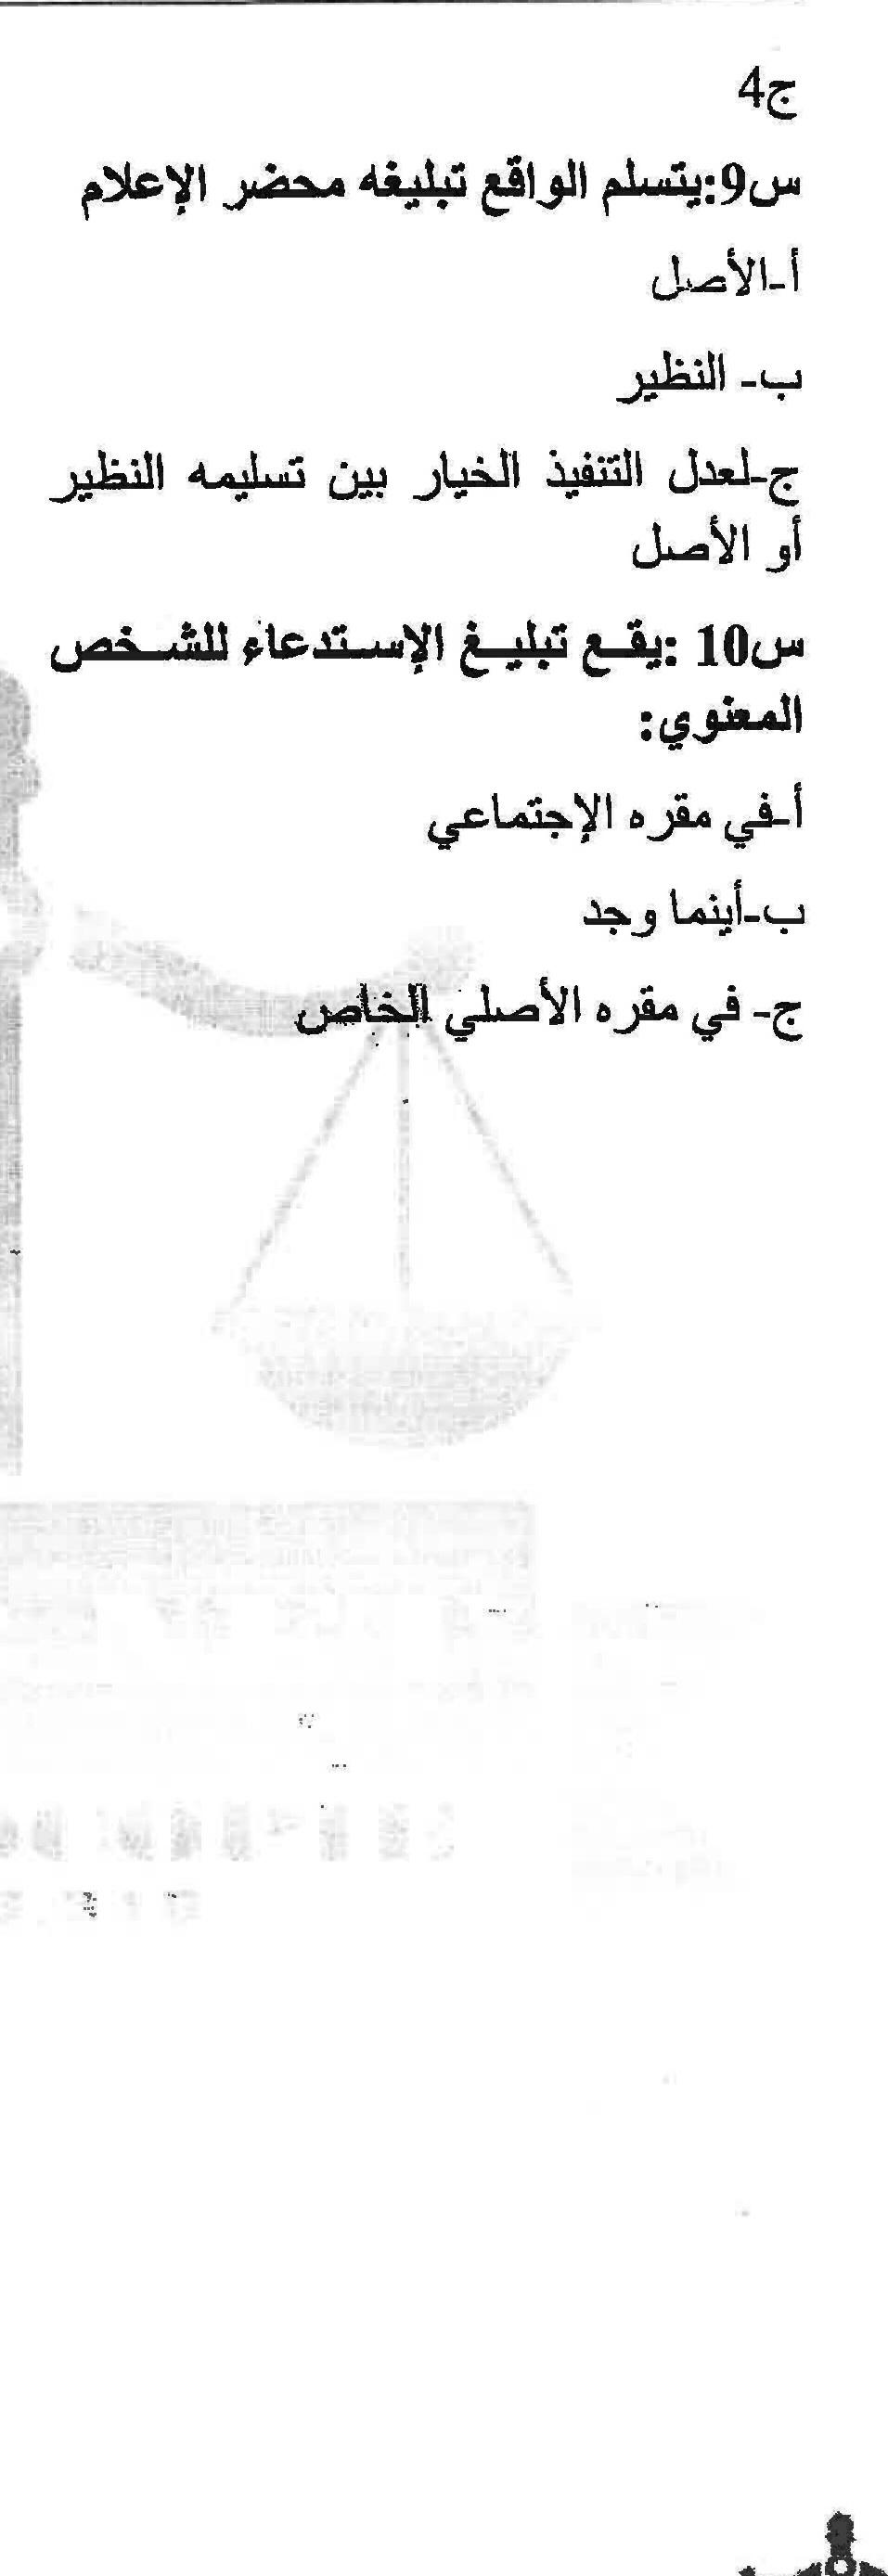 ج4
س9:يتسلم الواقع تبليغه محضر الإعلام
أ-الأصل
ب- النظير
ج-لعدل التنفيذ الخيار بين تسليمه النظير
أو الأصل
س10 :يقع تبليغ الإستدعاء للشخص
المعنوي:
أ-في مقره الإجتماعي
ب-أينما وجد
ج- في مقره الأصلي الخاص